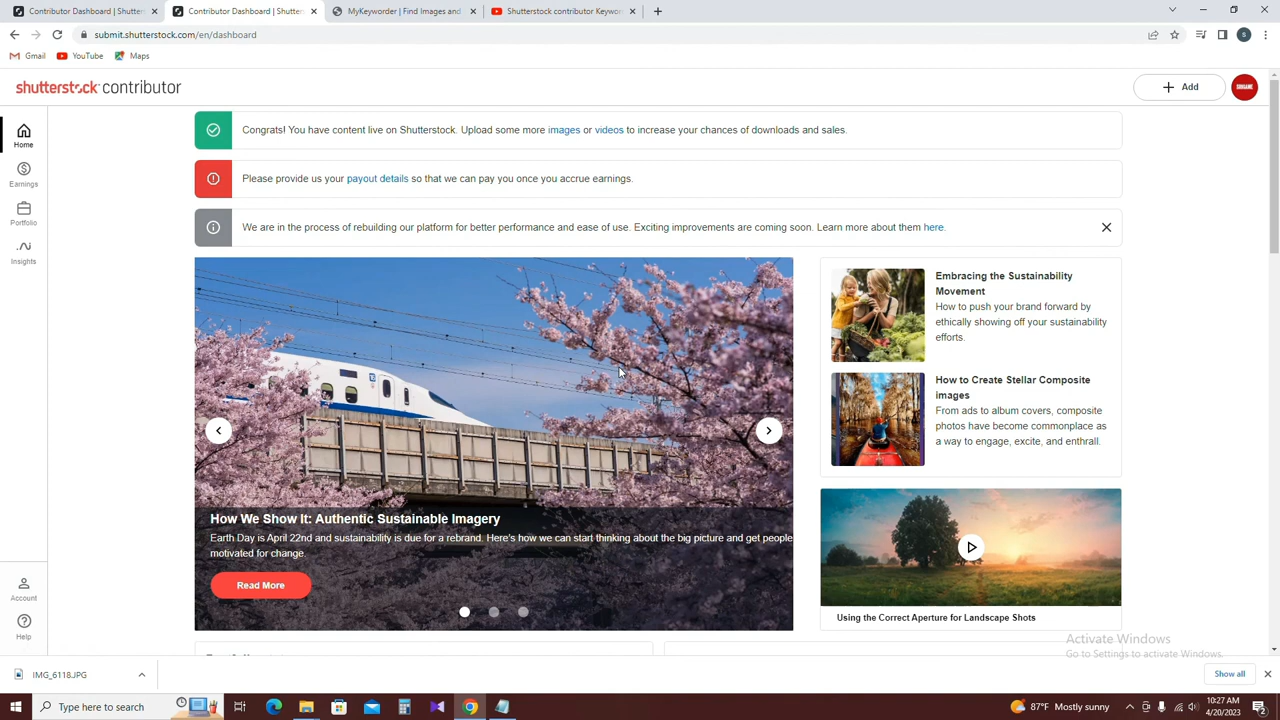 Contributor Dashboard | Shutters
Contributor Dashboard | Shutters
MyKeyworder | Find Images and
Shutterstock contributor Keywor
submit.shutterstock.com/en/dashboard
S
Gmail
YouTube
Maps
shutterstock contributor
Add
Home
Earnings
Portfolio
Insights
Account
Help
Congrats! You have content live on Shutterstock. Upload some more images or videos to increase your chances of downloads and sales.
Please provide us your payout details so that we can pay you once you accrue earnings.
We are in the process of rebuilding our platform for better performance and ease of use. Exciting improvements are coming soon. Learn more about them here.
How We Show It: Authentic Sustainable Imagery
Earth Day is April 22nd and sustainability is due for a rebrand. Here's how we can start thinking about the big picture and get people
motivated for change.
Read More
Embracing the Sustainability
Movement
How to push your brand forward by
ethically showing off your sustainability
efforts.
How to Create Stellar Composite
images
From ads to album covers, composite
photos have become commonplace as
a way to engage, excite, and enthrall.
Using the Correct Aperture for Landscape Shots
Activate Windows
Go to Settings to activate Windows.
IMG_6118.JPG
Show all
Type here to search
87°F Mostly sunny
10:27 AM
4/20/2023
2